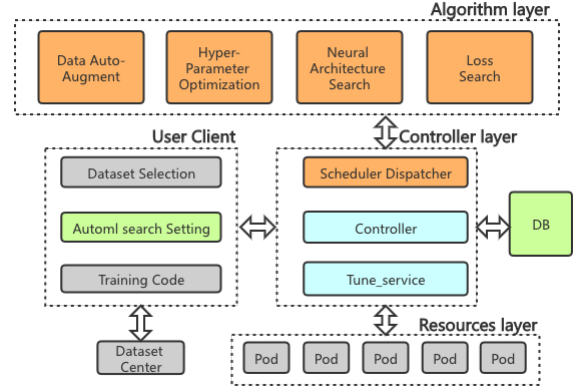 Algorithm layer
Data Auto-
Augment
Hyper-
Parameter
Optimization
Neural
Architecture
Search
Loss
Search
User Client
Controller layer
Dataset Selection
Scheduler Dispatcher
Automl search Setting
Controller
DB
Training Code
Tune_service
Resources layer
Dataset
Center
Pod
Pod
Pod
Pod
Pod